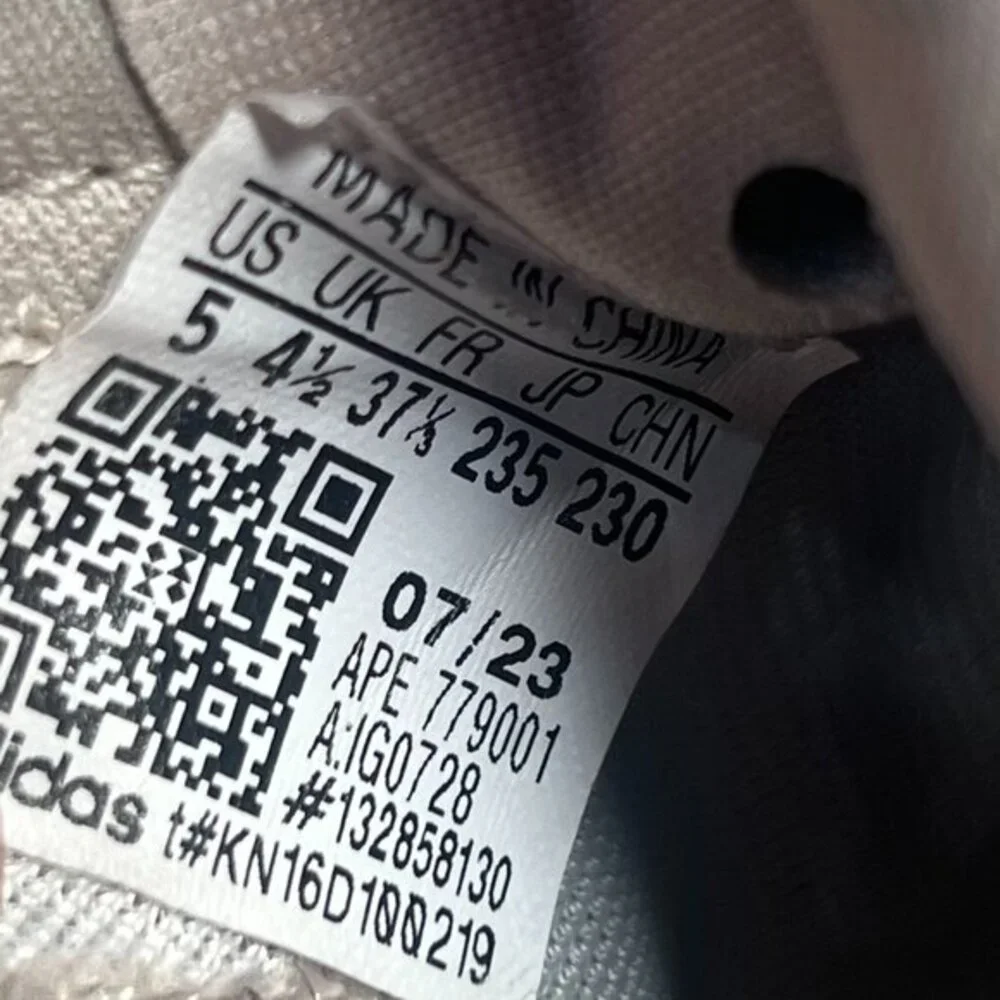 MADE IN CHINA
US UK FR JP CHN
5 4½ 37⅓ 235 230
07/23
APE 779001
A:IG0728
#132858130
adidas t#KN16D100219